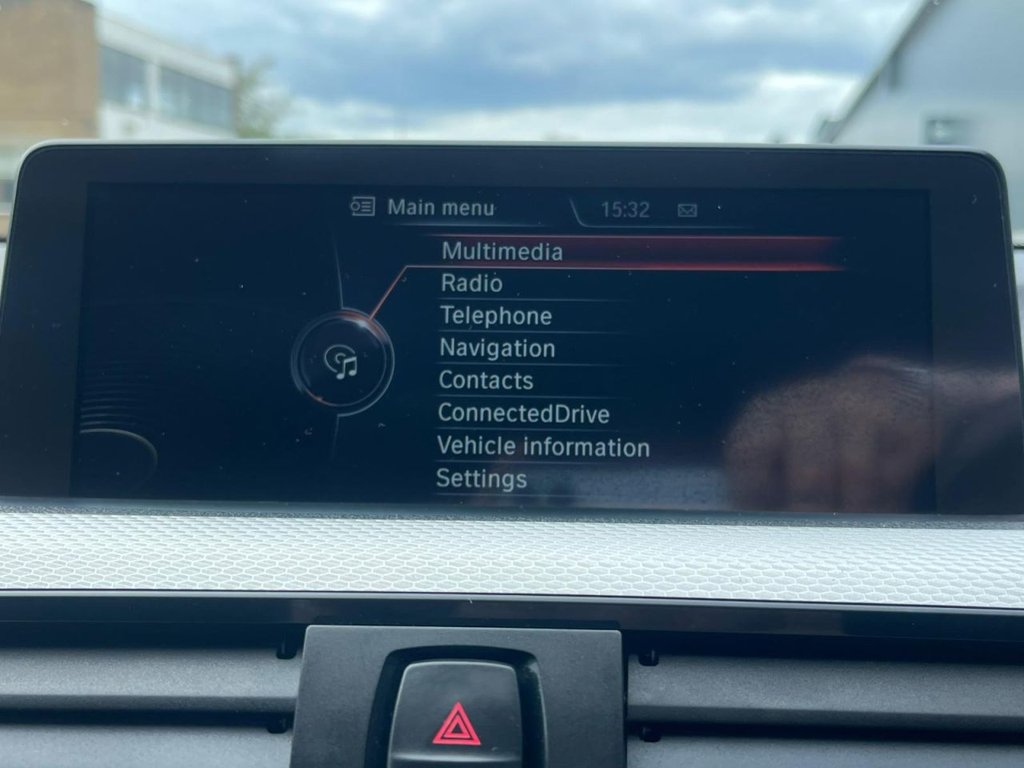 Main menu 15:32
Multimedia
Radio
Telephone
Navigation
Contacts
ConnectedDrive
Vehicle information
Settings